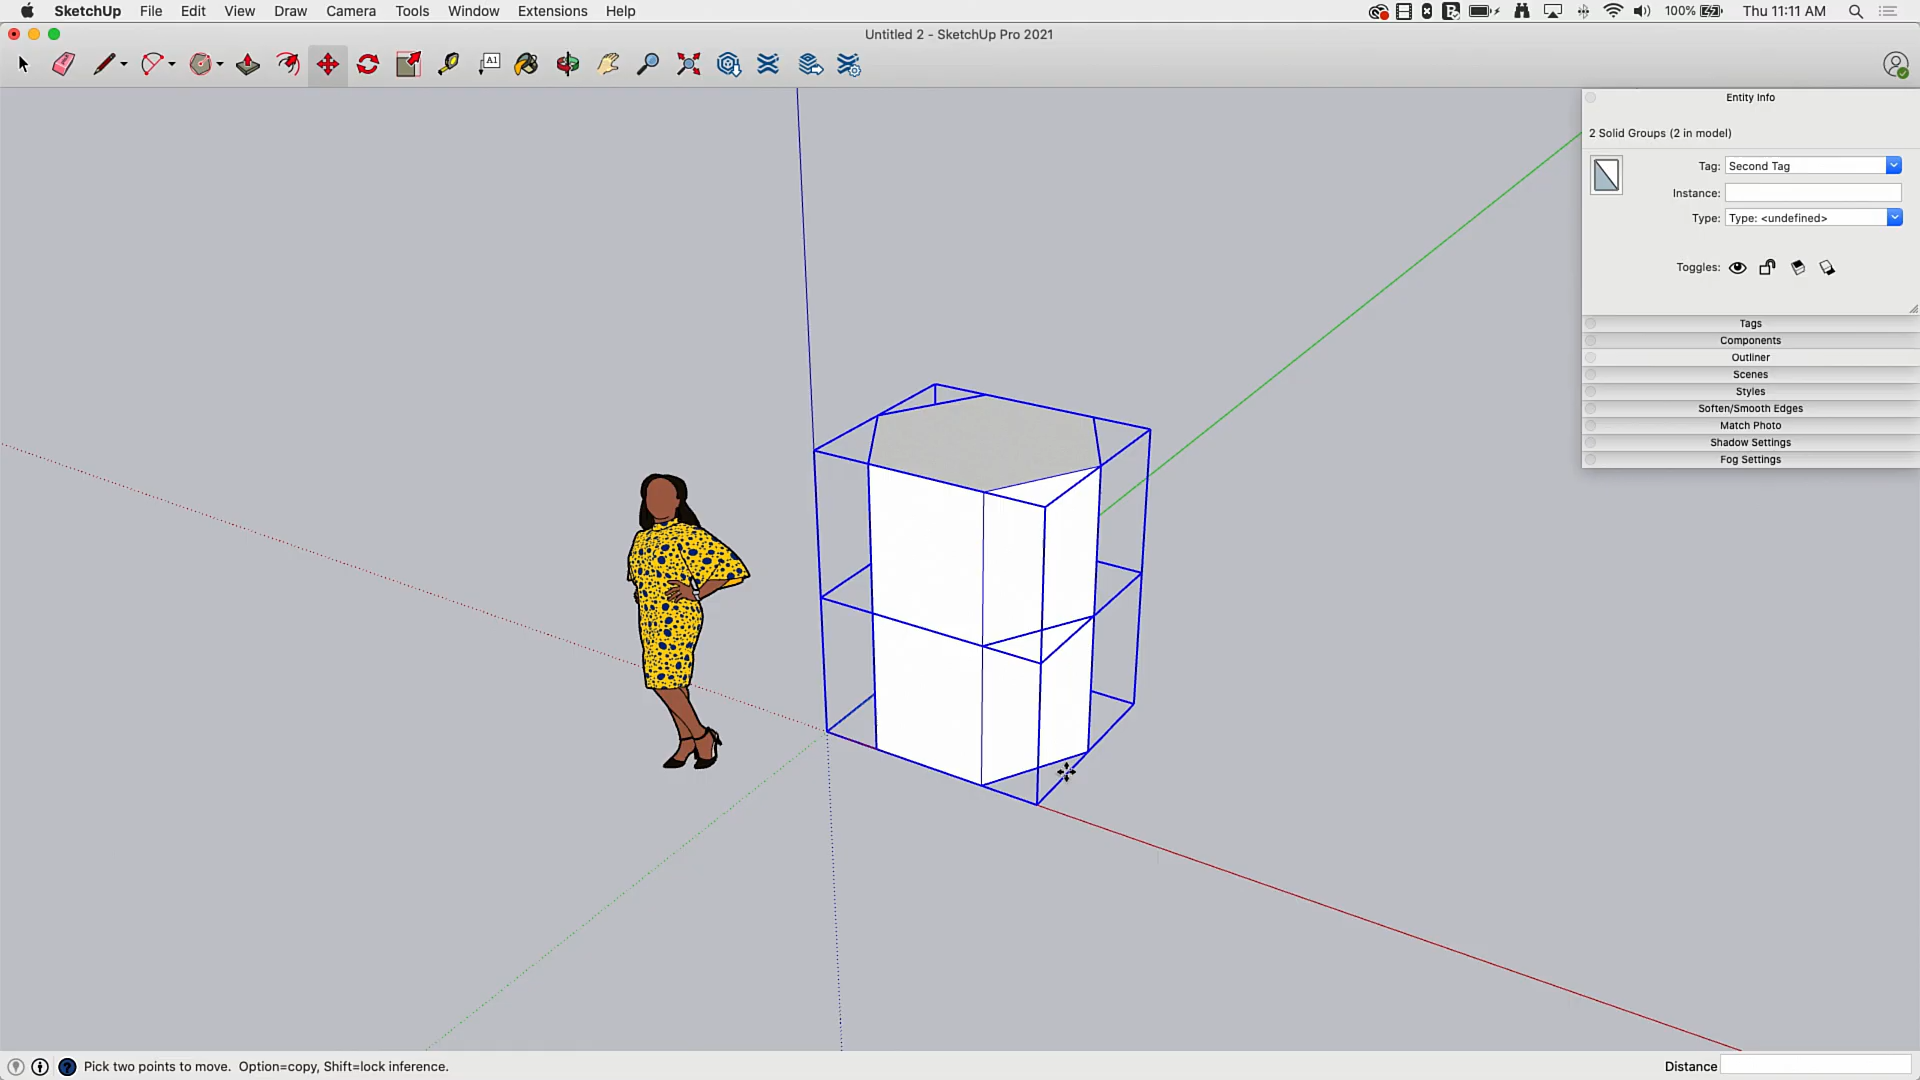 SketchUp File Edit View Draw Camera Tools Window Extensions Help 100% Thu 11:11 AM
Untitled 2 - SketchUp Pro 2021
A1
Entity Info
2 Solid Groups (2 in model)
Tag: Second Tag
Instance:
Type: Type: <undefined>
Toggles:
Tags
Components
Outliner
Scenes
Styles
Soften/Smooth Edges
Match Photo
Shadow Settings
Fog Settings
Pick two points to move. Option=copy, Shift=lock inference. Distance